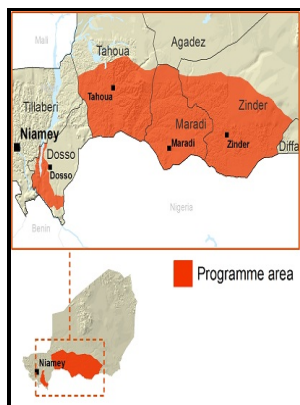 Mali
Agadez
Tahoua
Tillaberi
Tahoua
Zinder
Maradi
Niamey
Zinder
Maradi
Dosso
Diffa
Dosso
Nigeria
Benin
Programme area
Niamey